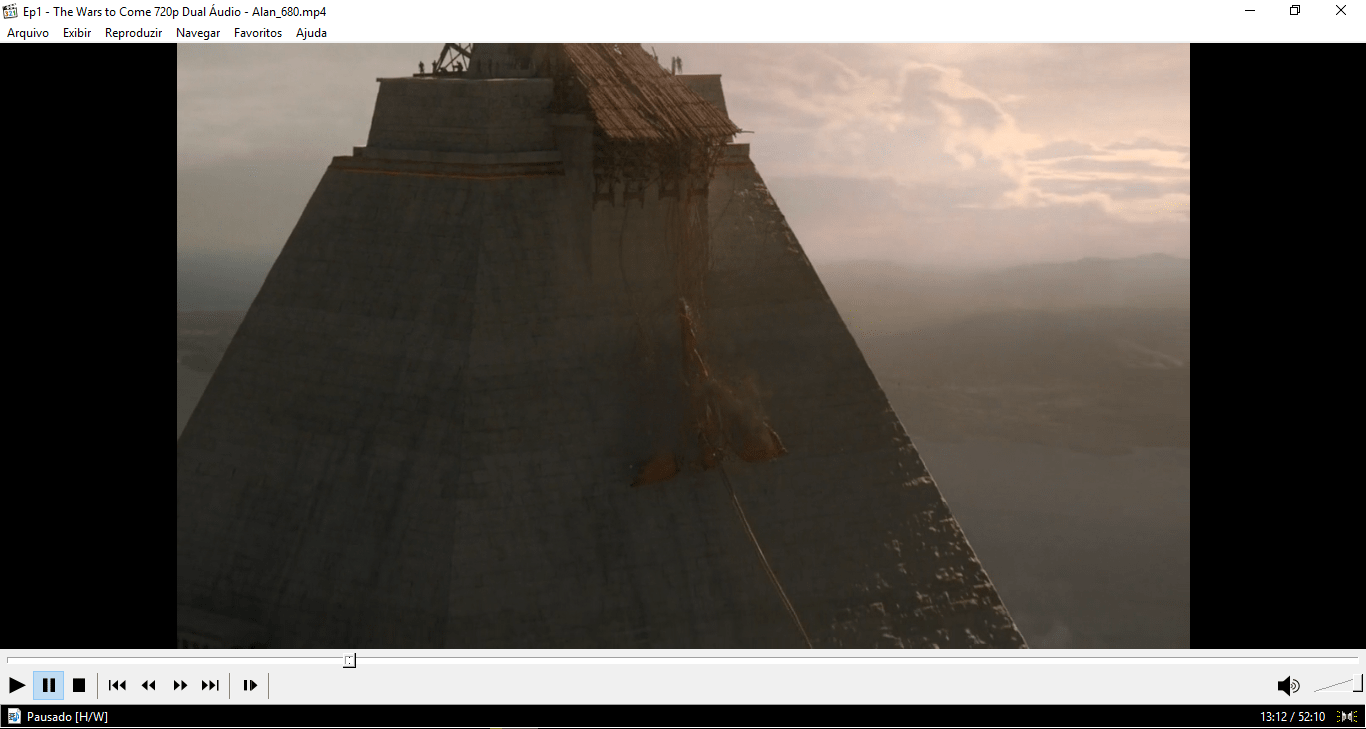 Ep1 - The Wars to Come 720p Dual Áudio - Alan_680.mp4
Arquivo Exibir Reproduzir Navegar Favoritos Ajuda
Pausado [H/W]
13:12 / 52:10